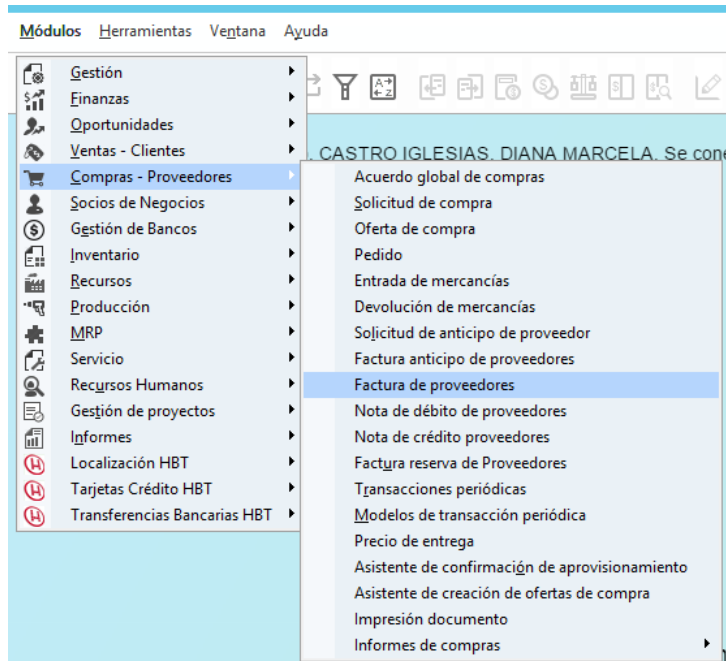 Módulos Herramientas Ventana Ayuda
Gestión
Finanzas
Oportunidades
Ventas - Clientes
Compras - Proveedores
Socios de Negocios
Gestión de Bancos
Inventario
Recursos
Producción
MRP
Servicio
Recursos Humanos
Gestión de proyectos
Informes
Localización HBT
Tarjetas Crédito HBT
Transferencias Bancarias HBT
. CASTRO IGLESIAS. DIANA MARCELA. Se cone
Acuerdo global de compras
Solicitud de compra
Oferta de compra
Pedido
Entrada de mercancías
Devolución de mercancías
Solicitud de anticipo de proveedor
Factura anticipo de proveedores
Factura de proveedores
Nota de débito de proveedores
Nota de crédito proveedores
Factura reserva de Proveedores
Transacciones periódicas
Modelos de transacción periódica
Precio de entrega
Asistente de confirmación de aprovisionamiento
Asistente de creación de ofertas de compra
Impresión documento
Informes de compras